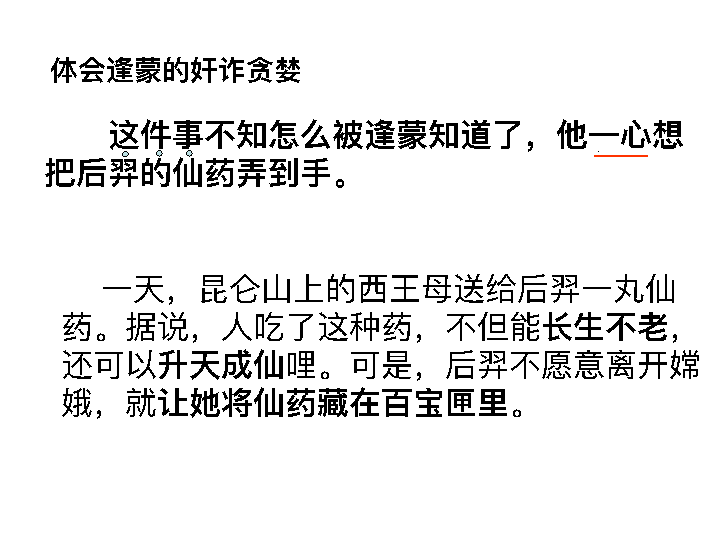 体会逢蒙的奸诈贪婪
这件事不知怎么被逢蒙知道了，他一心想
把后羿的仙药弄到手。
一天，昆仑山上的西王母送给后羿一丸仙
药。据说，人吃了这种药，不但能长生不老，
还可以升天成仙哩。可是，后羿不愿意离开嫦
娥，就让她将仙药藏在百宝匣里。